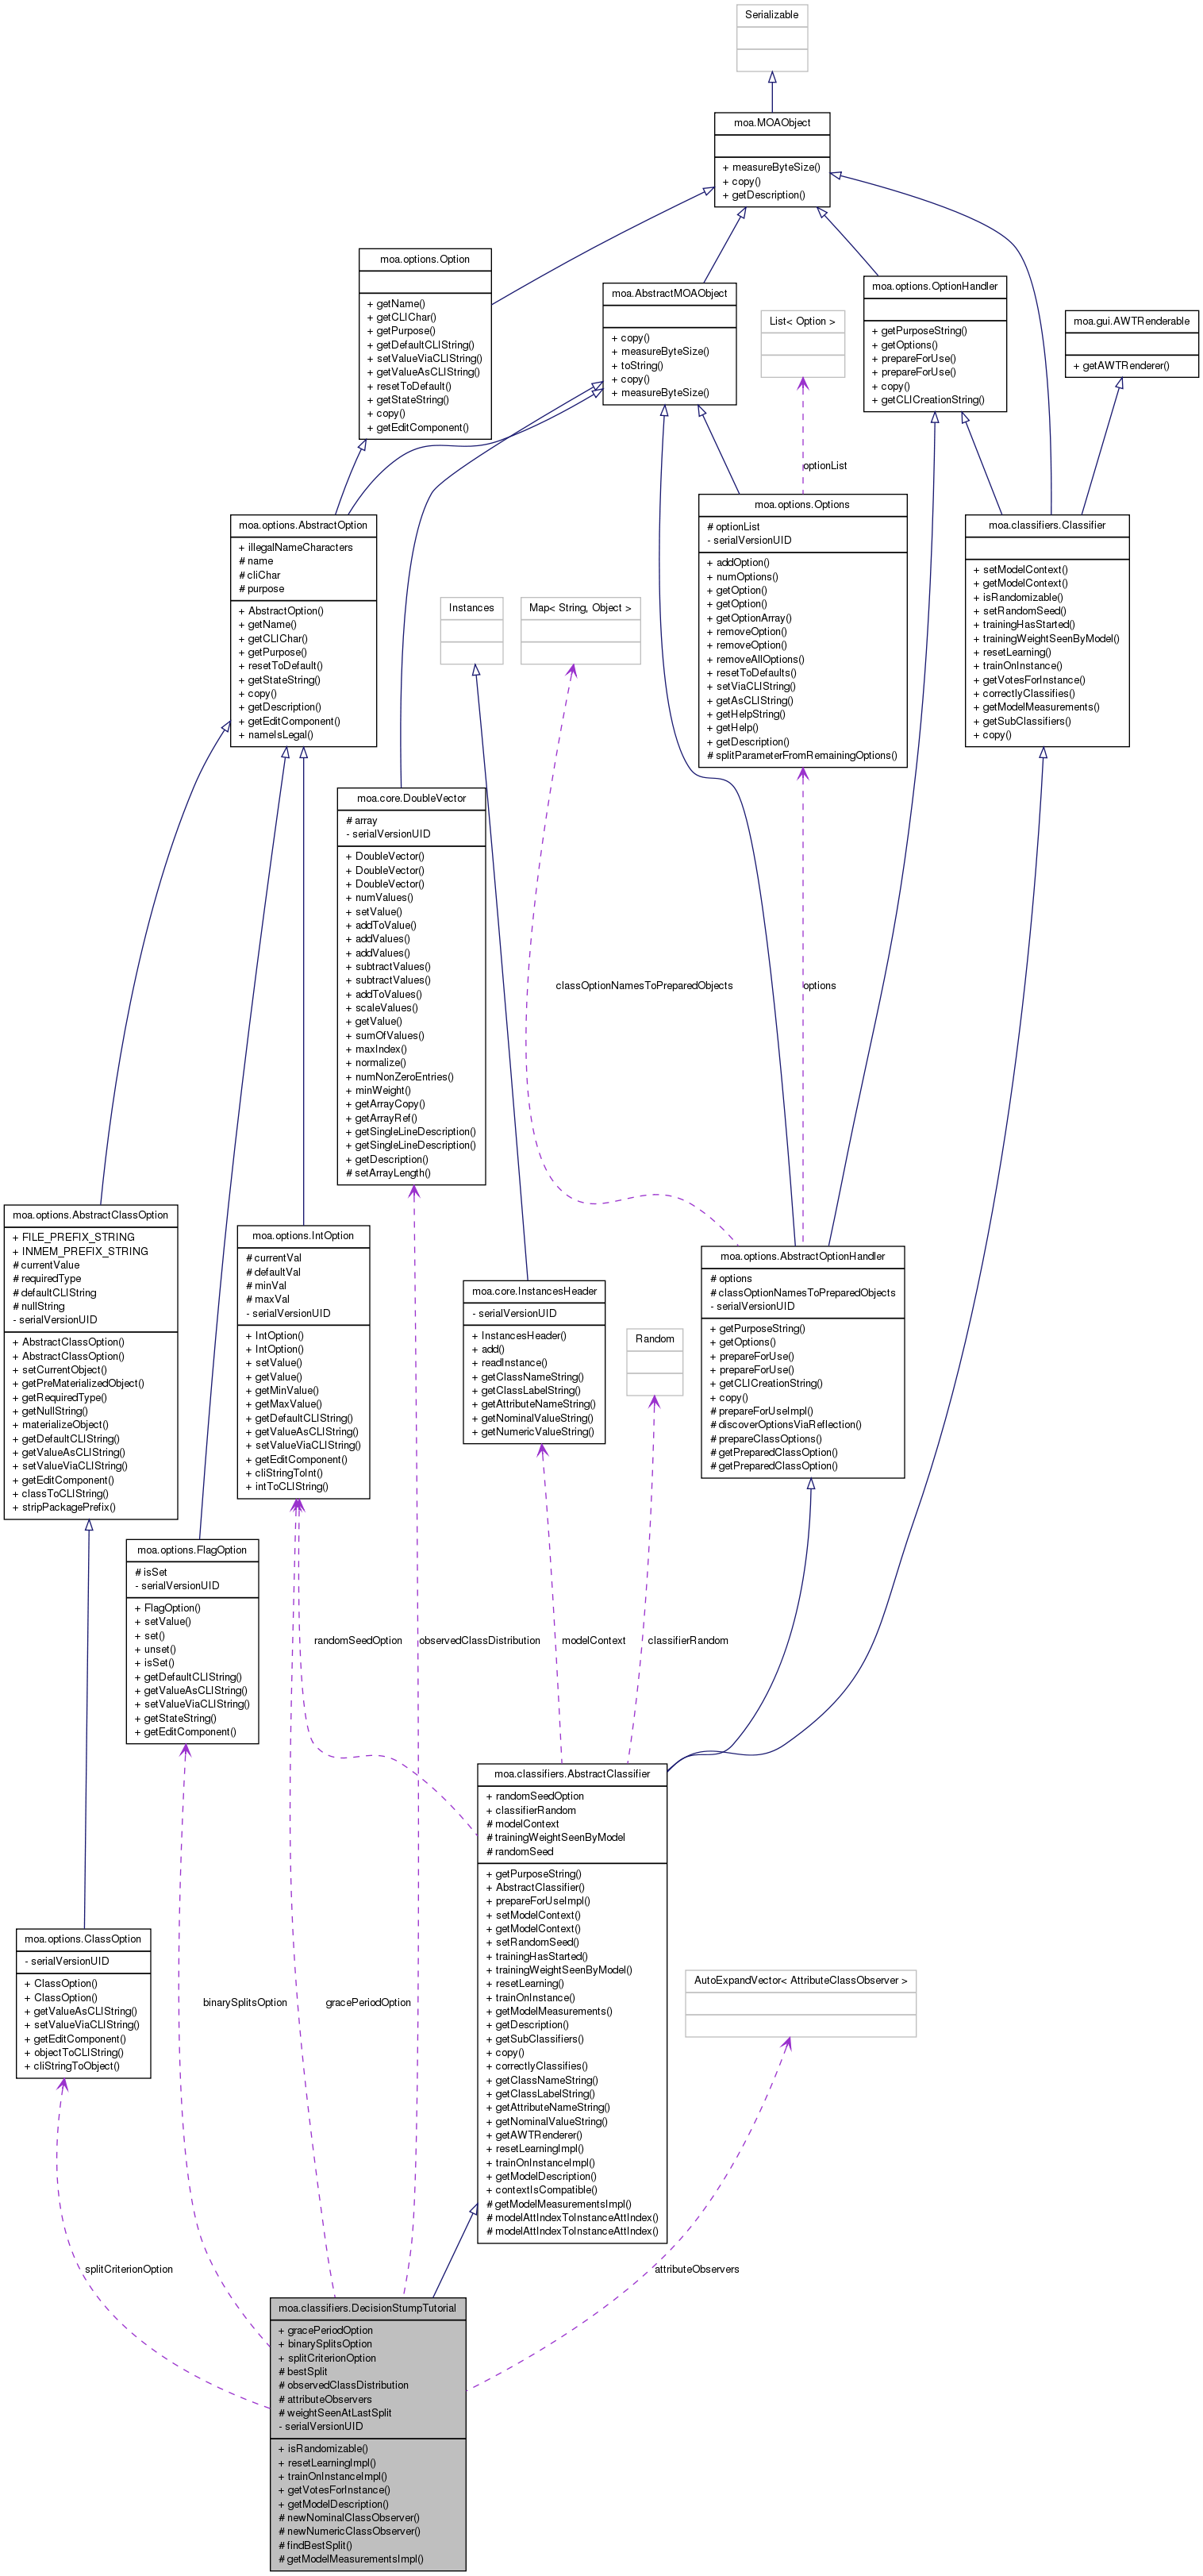 Serializable
moa.MOAObject
+ measureByteSize()
+ copy()
+ getDescription()
moa.options.Option
+ getName()
+ getCLIChar()
+ getPurpose()
+ getDefaultCLIString()
+ setValueViaCLIString()
+ getValueAsCLIString()
+ resetToDefault()
+ getStateString()
+ copy()
+ getEditComponent()
moa.AbstractMOAObject
+ copy()
+ measureByteSize()
+ toString()
+ copy()
+ measureByteSize()
List< Option >
moa.options.OptionHandler
+ getPurposeString()
+ getOptions()
+ prepareForUse()
+ prepareForUse()
+ copy()
+ getCLICreationString()
moa.gui.AWTRenderable
+ getAWTRenderer()
optionList
moa.options.AbstractOption
+ illegalNameCharacters
# name
# cliChar
# purpose
+ AbstractOption()
+ getName()
+ getCLIChar()
+ getPurpose()
+ resetToDefault()
+ getStateString()
+ copy()
+ getDescription()
+ getEditComponent()
+ nameIsLegal()
Instances
Map< String, Object >
moa.options.Options
# optionList
- serialVersionUID
+ addOption()
+ numOptions()
+ getOption()
+ getOption()
+ getOptionArray()
+ removeOption()
+ removeOption()
+ removeAllOptions()
+ resetToDefaults()
+ setViaCLIString()
+ getAsCLIString()
+ getHelpString()
+ getHelp()
+ getDescription()
# splitParameterFromRemainingOptions()
moa.classifiers.Classifier
+ setModelContext()
+ getModelContext()
+ isRandomizable()
+ setRandomSeed()
+ trainingHasStarted()
+ trainingWeightSeenByModel()
+ resetLearning()
+ trainOnInstance()
+ getVotesForInstance()
+ correctlyClassifies()
+ getModelMeasurements()
+ getSubClassifiers()
+ copy()
moa.core.DoubleVector
# array
- serialVersionUID
+ DoubleVector()
+ DoubleVector()
+ DoubleVector()
+ numValues()
+ setValue()
+ addToValue()
+ addValues()
+ addValues()
+ subtractValues()
+ subtractValues()
+ addToValues()
+ scaleValues()
+ getValue()
+ sumOfValues()
+ maxIndex()
+ normalize()
+ numNonZeroEntries()
+ minWeight()
+ getArrayCopy()
+ getArrayRef()
+ getSingleLineDescription()
+ getSingleLineDescription()
+ getDescription()
# setArrayLength()
classOptionNamesToPreparedObjects
options
moa.options.AbstractClassOption
+ FILE_PREFIX_STRING
+ INMEM_PREFIX_STRING
# currentValue
# requiredType
# defaultCLIString
# nullString
- serialVersionUID
+ AbstractClassOption()
+ AbstractClassOption()
+ setCurrentObject()
+ getPreMaterializedObject()
+ getRequiredType()
+ getNullString()
+ materializeObject()
+ getDefaultCLIString()
+ getValueAsCLIString()
+ setValueViaCLIString()
+ getEditComponent()
+ classToCLIString()
+ stripPackagePrefix()
moa.options.IntOption
# currentVal
# defaultVal
# minVal
# maxVal
- serialVersionUID
+ IntOption()
+ IntOption()
+ setValue()
+ getValue()
+ getMinValue()
+ getMaxValue()
+ getDefaultCLIString()
+ getValueAsCLIString()
+ setValueViaCLIString()
+ getEditComponent()
+ cliStringToInt()
+ intToCLIString()
moa.core.InstancesHeader
- serialVersionUID
+ InstancesHeader()
+ add()
+ readInstance()
+ getClassNameString()
+ getClassLabelString()
+ getAttributeNameString()
+ getNominalValueString()
+ getNumericValueString()
Random
moa.options.AbstractOptionHandler
# options
# classOptionNamesToPreparedObjects
- serialVersionUID
+ getPurposeString()
+ getOptions()
+ prepareForUse()
+ prepareForUse()
+ getCLICreationString()
+ copy()
# prepareForUseImpl()
# discoverOptionsViaReflection()
# prepareClassOptions()
# getPreparedClassOption()
# getPreparedClassOption()
moa.options.FlagOption
# isSet
- serialVersionUID
+ FlagOption()
+ setValue()
+ set()
+ unset()
+ isSet()
+ getDefaultCLIString()
+ getValueAsCLIString()
+ setValueViaCLIString()
+ getStateString()
+ getEditComponent()
randomSeedOption
observedClassDistribution
modelContext
classifierRandom
moa.classifiers.AbstractClassifier
+ randomSeedOption
+ classifierRandom
# modelContext
# trainingWeightSeenByModel
# randomSeed
+ getPurposeString()
+ AbstractClassifier()
+ prepareForUseImpl()
+ setModelContext()
+ getModelContext()
+ setRandomSeed()
+ trainingHasStarted()
+ trainingWeightSeenByModel()
+ resetLearning()
+ trainOnInstance()
+ getModelMeasurements()
+ getDescription()
+ getSubClassifiers()
+ copy()
+ correctlyClassifies()
+ getClassNameString()
+ getClassLabelString()
+ getAttributeNameString()
+ getNominalValueString()
+ getAWTRenderer()
+ resetLearningImpl()
+ trainOnInstanceImpl()
+ getModelDescription()
+ contextIsCompatible()
# getModelMeasurementsImpl()
# modelAttIndexToInstanceAttIndex()
# modelAttIndexToInstanceAttIndex()
moa.options.ClassOption
- serialVersionUID
+ ClassOption()
+ ClassOption()
+ getValueAsCLIString()
+ setValueViaCLIString()
+ getEditComponent()
+ objectToCLIString()
+ cliStringToObject()
binarySplitsOption
gracePeriodOption
AutoExpandVector< AttributeClassObserver >
splitCriterionOption
attributeObservers
moa.classifiers.DecisionStumpTutorial
+ gracePeriodOption
+ binarySplitsOption
+ splitCriterionOption
# bestSplit
# observedClassDistribution
# attributeObservers
# weightSeenAtLastSplit
- serialVersionUID
+ isRandomizable()
+ resetLearningImpl()
+ trainOnInstanceImpl()
+ getVotesForInstance()
+ getModelDescription()
# newNominalClassObserver()
# newNumericClassObserver()
# findBestSplit()
# getModelMeasurementsImpl()